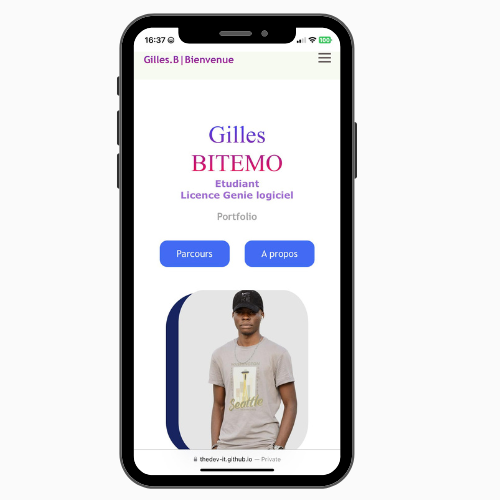 16:37
100
Gilles.B|Bienvenue
Gilles
BITEMO
Etudiant
Licence Genie logiciel
Portfolio
Parcours
A propos
Seattle
thedev-it.github.io — Private